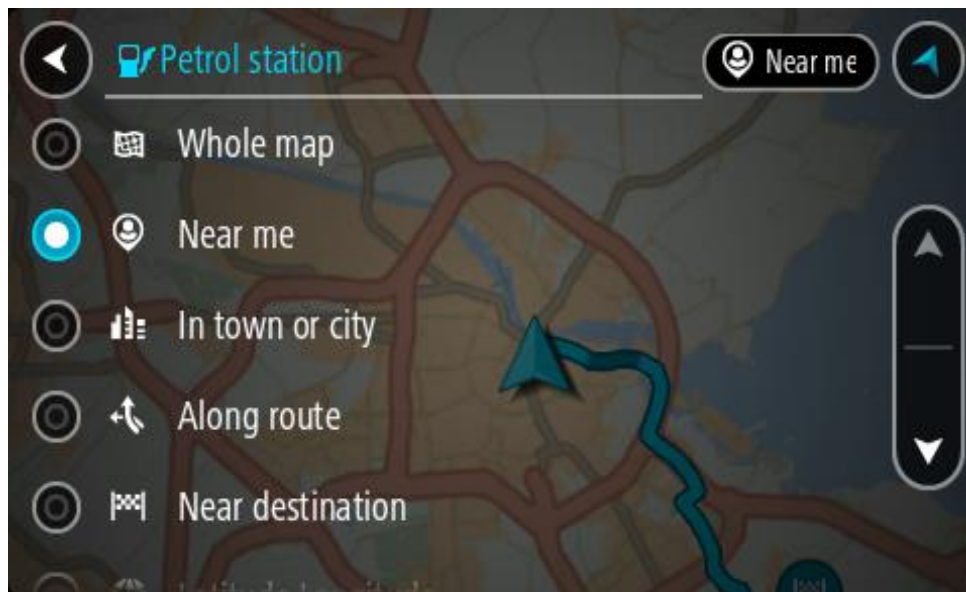 Petrol station
Near me
Whole map
Near me
In town or city
Along route
Near destination